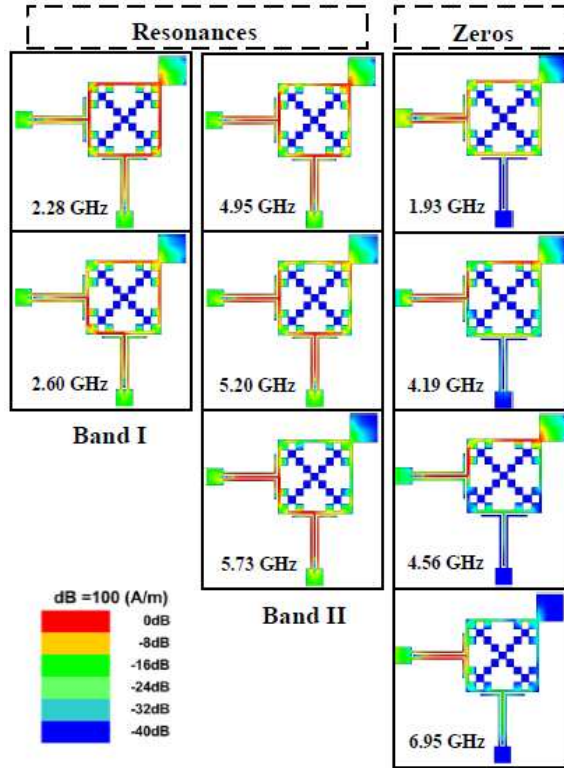 Resonances
Zeros
2.28 GHz
4.95 GHz
1.93 GHz
2.60 GHz
5.20 GHz
4.19 GHz
Band I
5.73 GHz
4.56 GHz
Band II
6.95 GHz
dB =100 (A/m)
0dB
-8dB
-16dB
-24dB
-32dB
-40dB